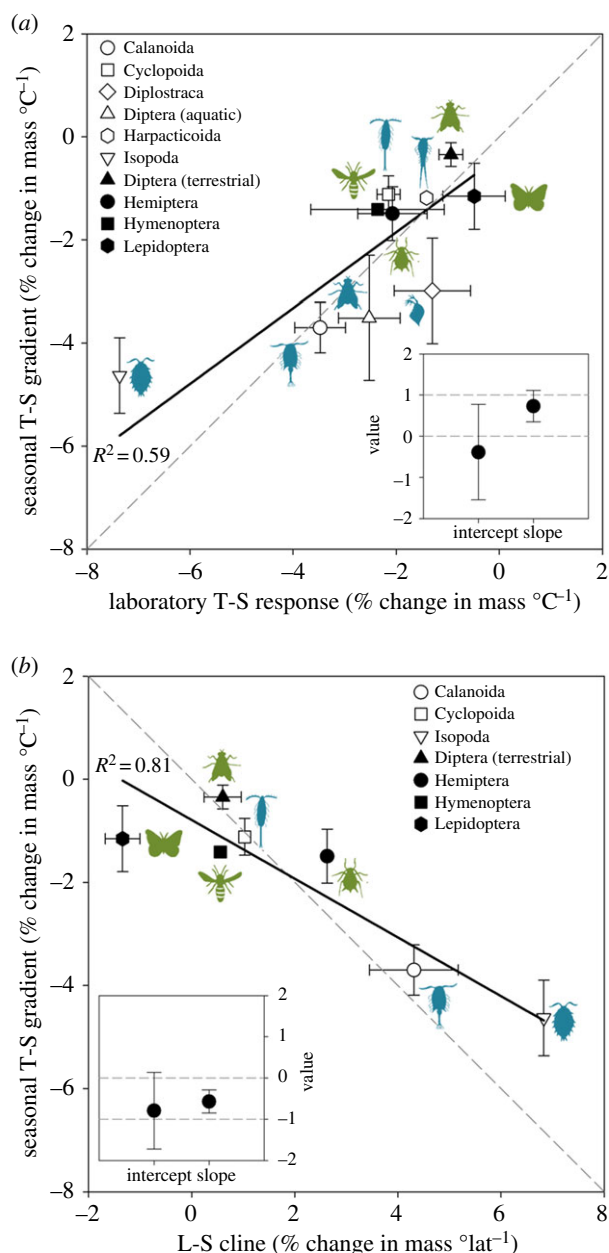 (a)
2
0
−2
−4
−6
−8
seasonal T-S gradient (% change in mass °C⁻¹)
Calanoida
Cyclopoida
Diplostraca
Diptera (aquatic)
Harpacticoida
Isopoda
Diptera (terrestrial)
Hemiptera
Hymenoptera
Lepidoptera
R² = 0.59
2
1
0
−1
−2
value
intercept slope
−8 −6 −4 −2 0 2
laboratory T-S response (% change in mass °C⁻¹)
(b)
2
0
−2
−4
−6
−8
seasonal T-S gradient (% change in mass °C⁻¹)
R² = 0.81
Calanoida
Cyclopoida
Isopoda
Diptera (terrestrial)
Hemiptera
Hymenoptera
Lepidoptera
2
1
0
−1
−2
value
intercept slope
−2 0 2 4 6 8
L-S cline (% change in mass °lat⁻¹)